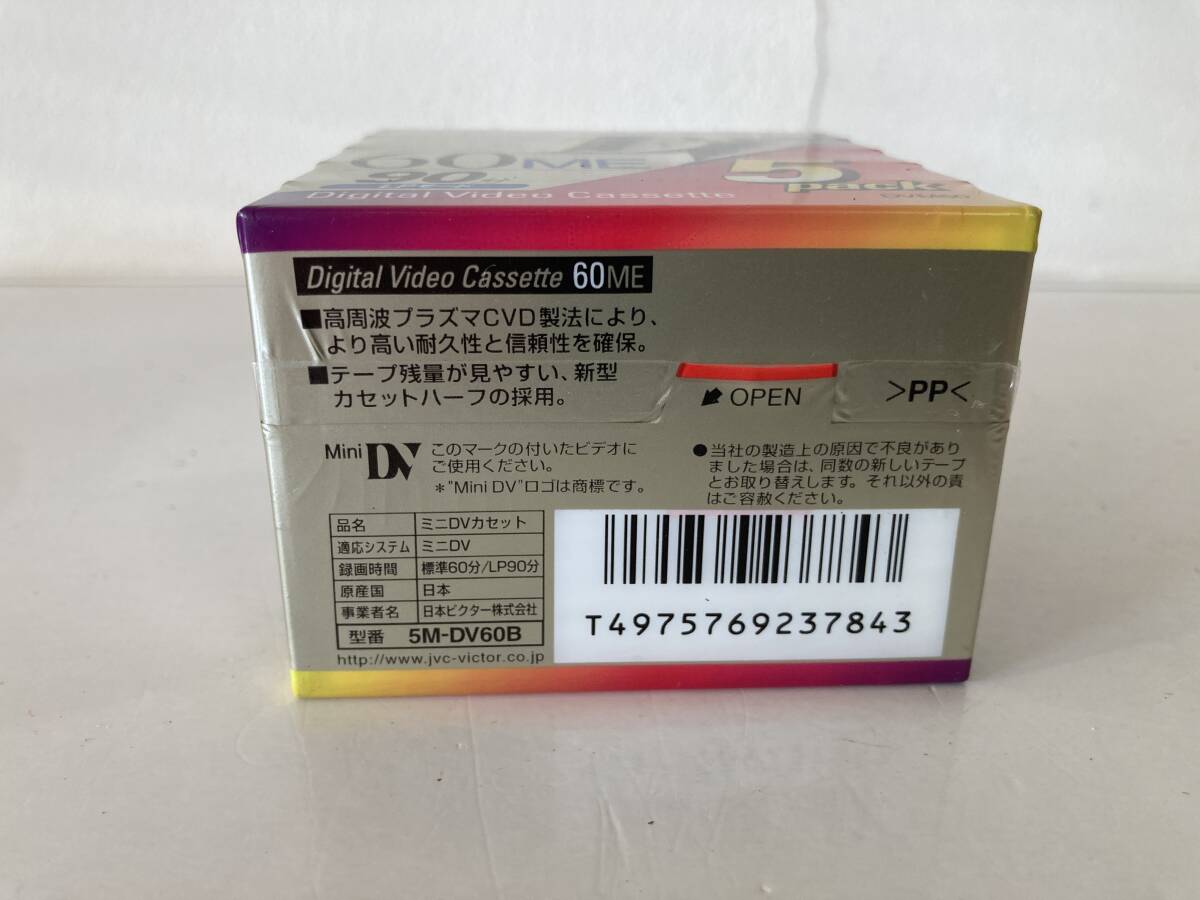 60ME
5
90分
pack
Digital Video Cassette
Digital Video Cassette 60ME
■高周波プラズマCVD製法により、
より高い耐久性と信頼性を確保。
■テープ残量が見やすい、新型
カセットハーフの採用。
OPEN
>PP<
Mini DV
このマークの付いたビデオに
ご使用ください。
*"Mini DV"ロゴは商標です。
●当社の製造上の原因で不良があり
ました場合は、同数の新しいテープ
とお取り替えします。それ以外の責
はご容赦ください。
品名 ミニDVカセット
適応システム ミニDV
録画時間 標準60分/LP90分
原産国 日本
事業者名 日本ビクター株式会社
型番 5M-DV60B
http://www.jvc-victor.co.jp
T4975769237843